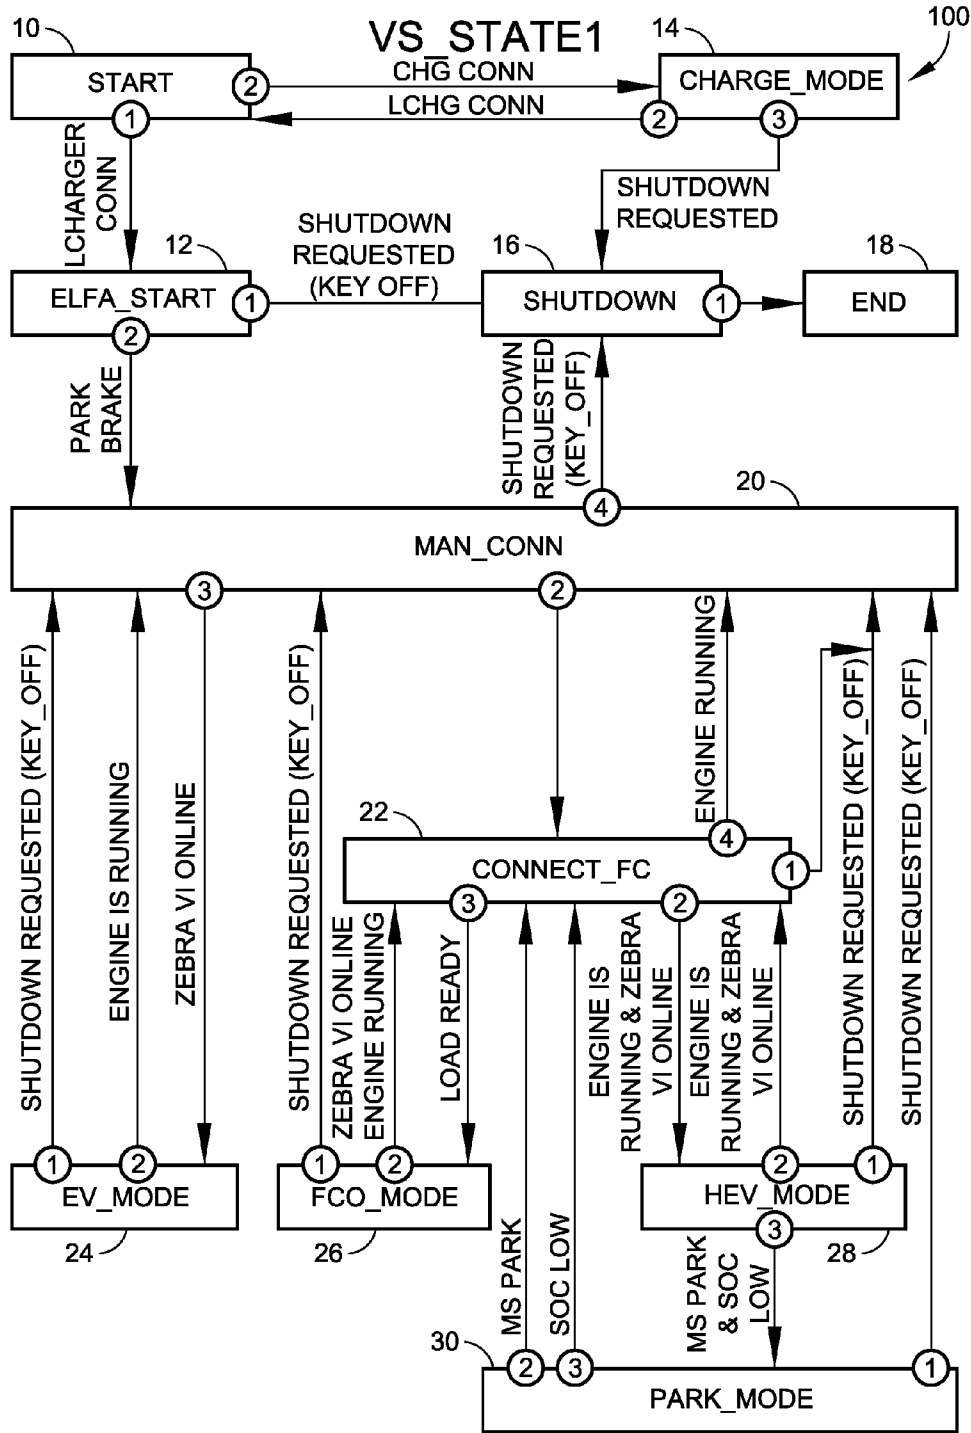 VS_STATE1
10
14
100
START
2
CHG CONN
CHARGE_MODE
1
LCHG CONN
2
3
LCHARGER
CONN
SHUTDOWN
REQUESTED
SHUTDOWN
REQUESTED
(KEY OFF)
12
16
18
ELFA_START
1
SHUTDOWN
1
END
2
PARK
BRAKE
SHUTDOWN
REQUESTED
(KEY_OFF)
20
4
MAN_CONN
3
2
SHUTDOWN REQUESTED (KEY_OFF)
ENGINE IS RUNNING
ZEBRA VI ONLINE
SHUTDOWN REQUESTED (KEY_OFF)
ENGINE RUNNING
SHUTDOWN REQUESTED (KEY_OFF)
SHUTDOWN REQUESTED (KEY_OFF)
22
4
CONNECT_FC
1
3
2
ZEBRA VI ONLINE
ENGINE RUNNING
LOAD READY
ENGINE IS
RUNNING & ZEBRA
VI ONLINE
ENGINE IS
RUNNING & ZEBRA
VI ONLINE
1
2
EV_MODE
24
1
2
FCO_MODE
26
2
1
HEV_MODE
3
28
MS PARK
SOC LOW
MS PARK
& SOC
LOW
30
2
3
1
PARK_MODE